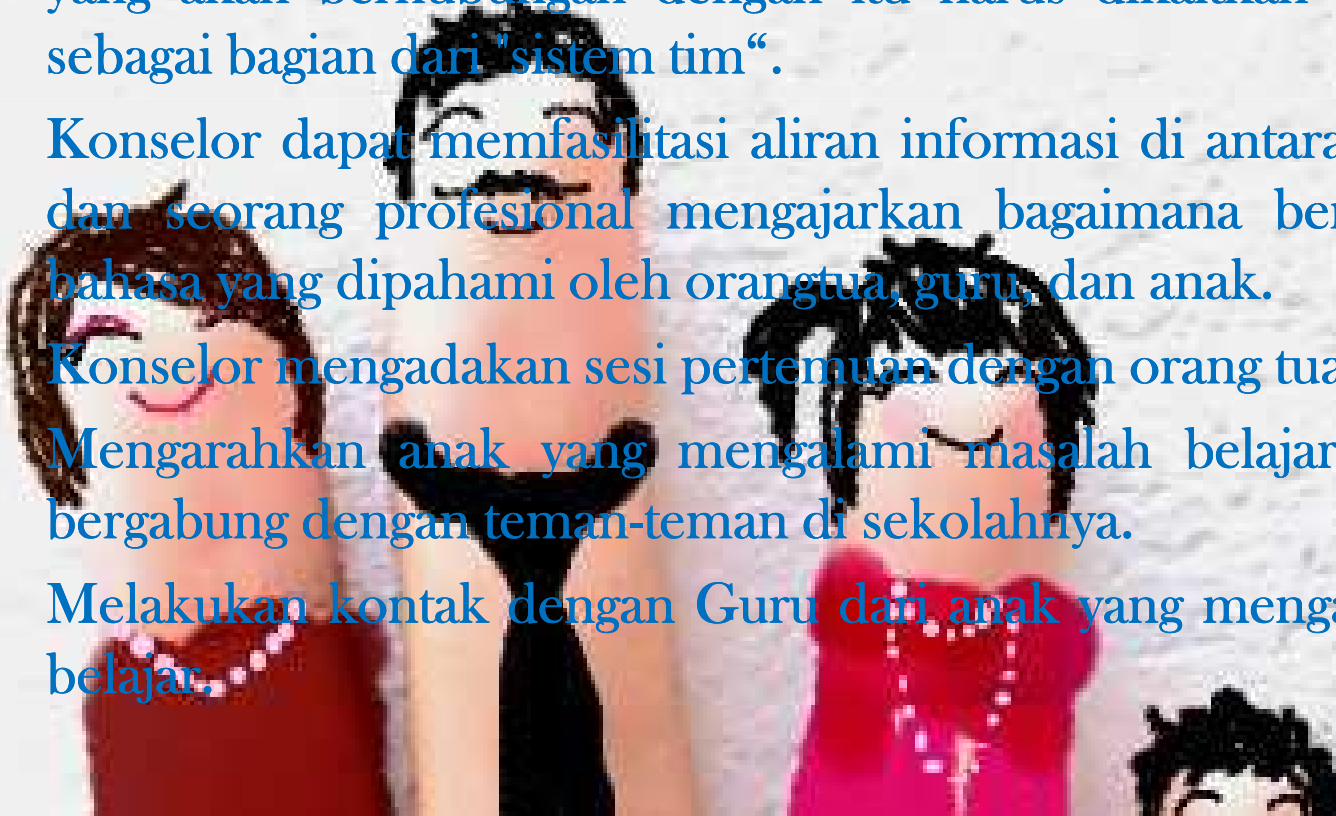 sebagai bagian dari "sistem tim“.
Konselor dapat memfasilitasi aliran informasi di antara
dan seorang profesional mengajarkan bagaimana ber
bahasa yang dipahami oleh orangtua, guru, dan anak.
Konselor mengadakan sesi pertemuan dengan orang tua
Mengarahkan anak yang mengalami masalah belajar
bergabung dengan teman-teman di sekolahnya.
Melakukan kontak dengan Guru dari anak yang menga
belajar.